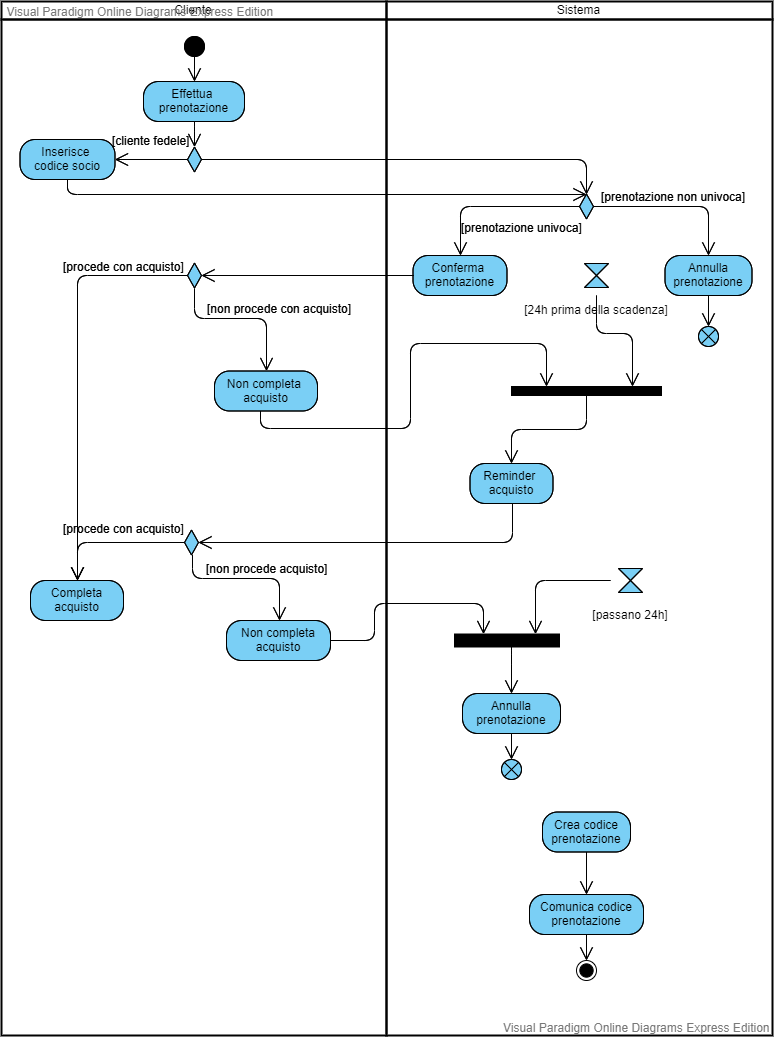 Visual Paradigm Online Diagrams Express Edition
Cliente
Sistema
Effettua
prenotazione
[cliente fedele]
Inserisce
codice socio
[prenotazione non univoca]
[prenotazione univoca]
[procede con acquisto]
Conferma
prenotazione
Annulla
prenotazione
[non procede con acquisto]
[24h prima della scadenza]
Non completa
acquisto
Reminder
acquisto
[procede con acquisto]
[non procede acquisto]
Completa
acquisto
[passano 24h]
Non completa
acquisto
Annulla
prenotazione
Crea codice
prenotazione
Comunica codice
prenotazione
Visual Paradigm Online Diagrams Express Edition